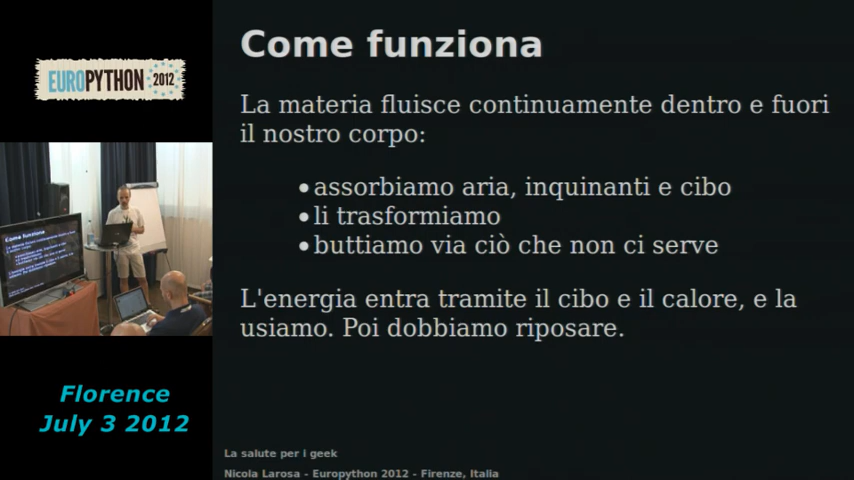 EUROPYTHON 2012
Come funziona
La materia fluisce continuamente dentro e fuori
il nostro corpo:
•assorbiamo aria, inquinanti e cibo
•li trasformiamo
•buttiamo via ciò che non ci serve
L'energia entra tramite il cibo e il calore, e la
usiamo. Poi dobbiamo riposare.
Come funziona
Florence
July 3 2012
La salute per i geek
Nicola Larosa - Europython 2012 - Firenze, Italia